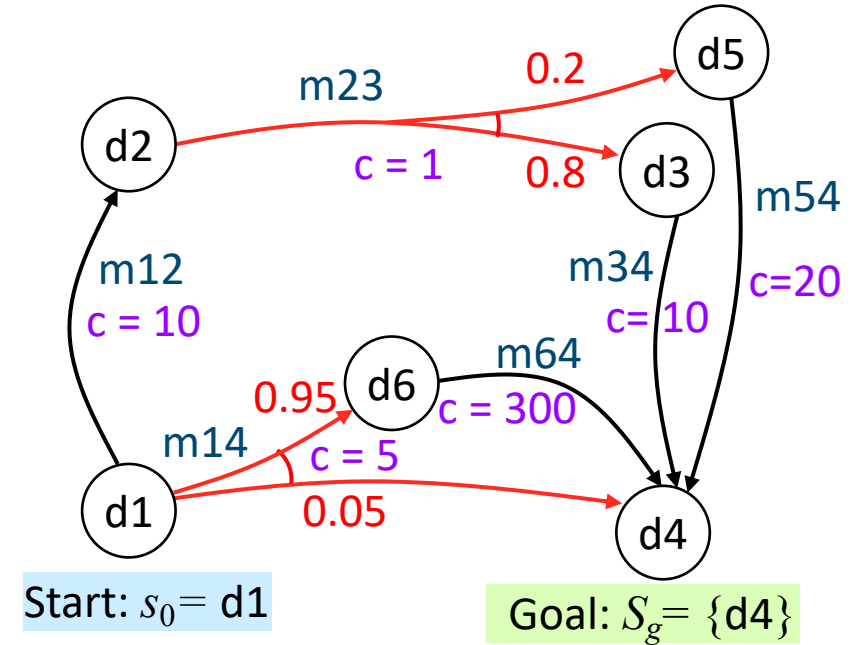 d5
0.2
m23
d2
d3
c = 1
0.8
m54
m12
m34
c=20
c = 10
c= 10
m64
d6
0.95
c = 300
m14
c = 5
d1
0.05
d4
Start: s₀= d1
Goal: S_g= {d4}